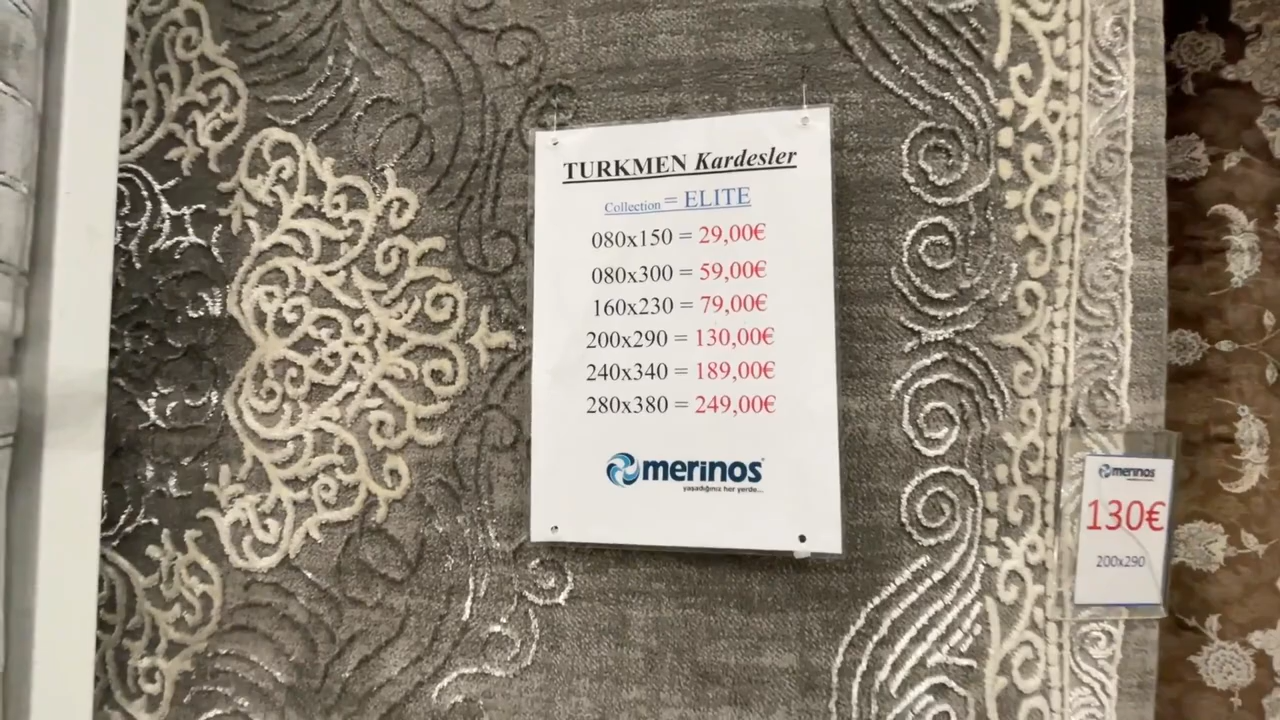 TURKMEN Kardesler
Collection = ELITE
080x150 = 29,00€
080x300 = 59,00€
160x230 = 79,00€
200x290 = 130,00€
240x340 = 189,00€
280x380 = 249,00€
merinos
yaşadığınız her yerde...
merinos
130€
200x290